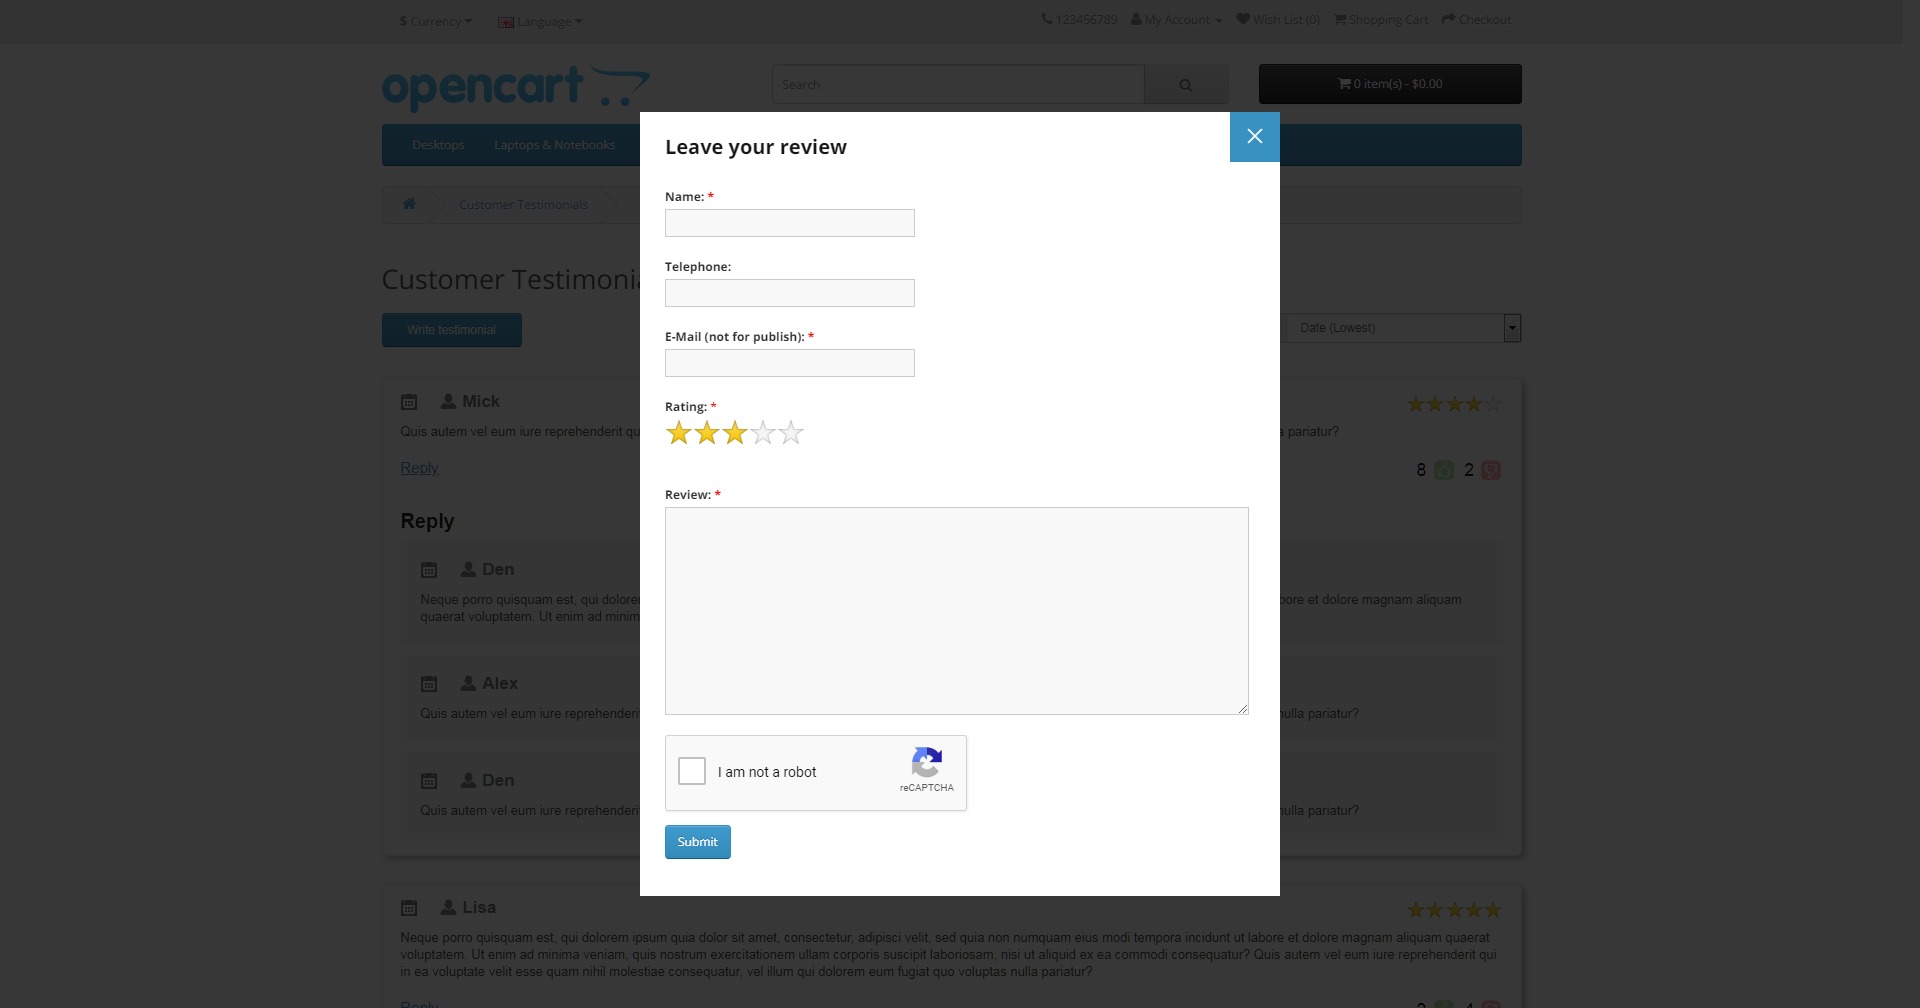 $ Currency
Language
123456789
My Account
Wish List (0)
Shopping Cart
Checkout
opencart
Search
0 item(s) - $0.00
Desktops
Laptops & Notebooks
Customer Testimonials
Leave your review
Name: *
Telephone:
E-Mail (not for publish): *
Rating: *
Review: *
I am not a robot
reCAPTCHA
Submit
Customer Testimonia
Write testimonial
Date (Lowest)
Mick
Quis autem vel eum iure reprehenderit qu
pariatur?
Reply
8
2
Reply
Den
Neque porro quisquam est, qui dolore
bore et dolore magnam aliquam
quaerat voluptatem. Ut enim ad minim
Alex
Quis autem vel eum iure reprehenderit
nulla pariatur?
Den
Quis autem vel eum iure reprehenderit
nulla pariatur?
Lisa
Neque porro quisquam est, qui dolorem ipsum quia dolor sit amet, consectetur, adipisci velit, sed quia non numquam eius modi tempora incidunt ut labore et dolore magnam aliquam quaerat
voluptatem. Ut enim ad minima veniam, quis nostrum exercitationem ullam corporis suscipit laboriosam, nisi ut aliquid ex ea commodi consequatur? Quis autem vel eum iure reprehenderit qui
in ea voluptate velit esse quam nihil molestiae consequatur, vel illum qui dolorem eum fugiat quo voluptas nulla pariatur?
Reply